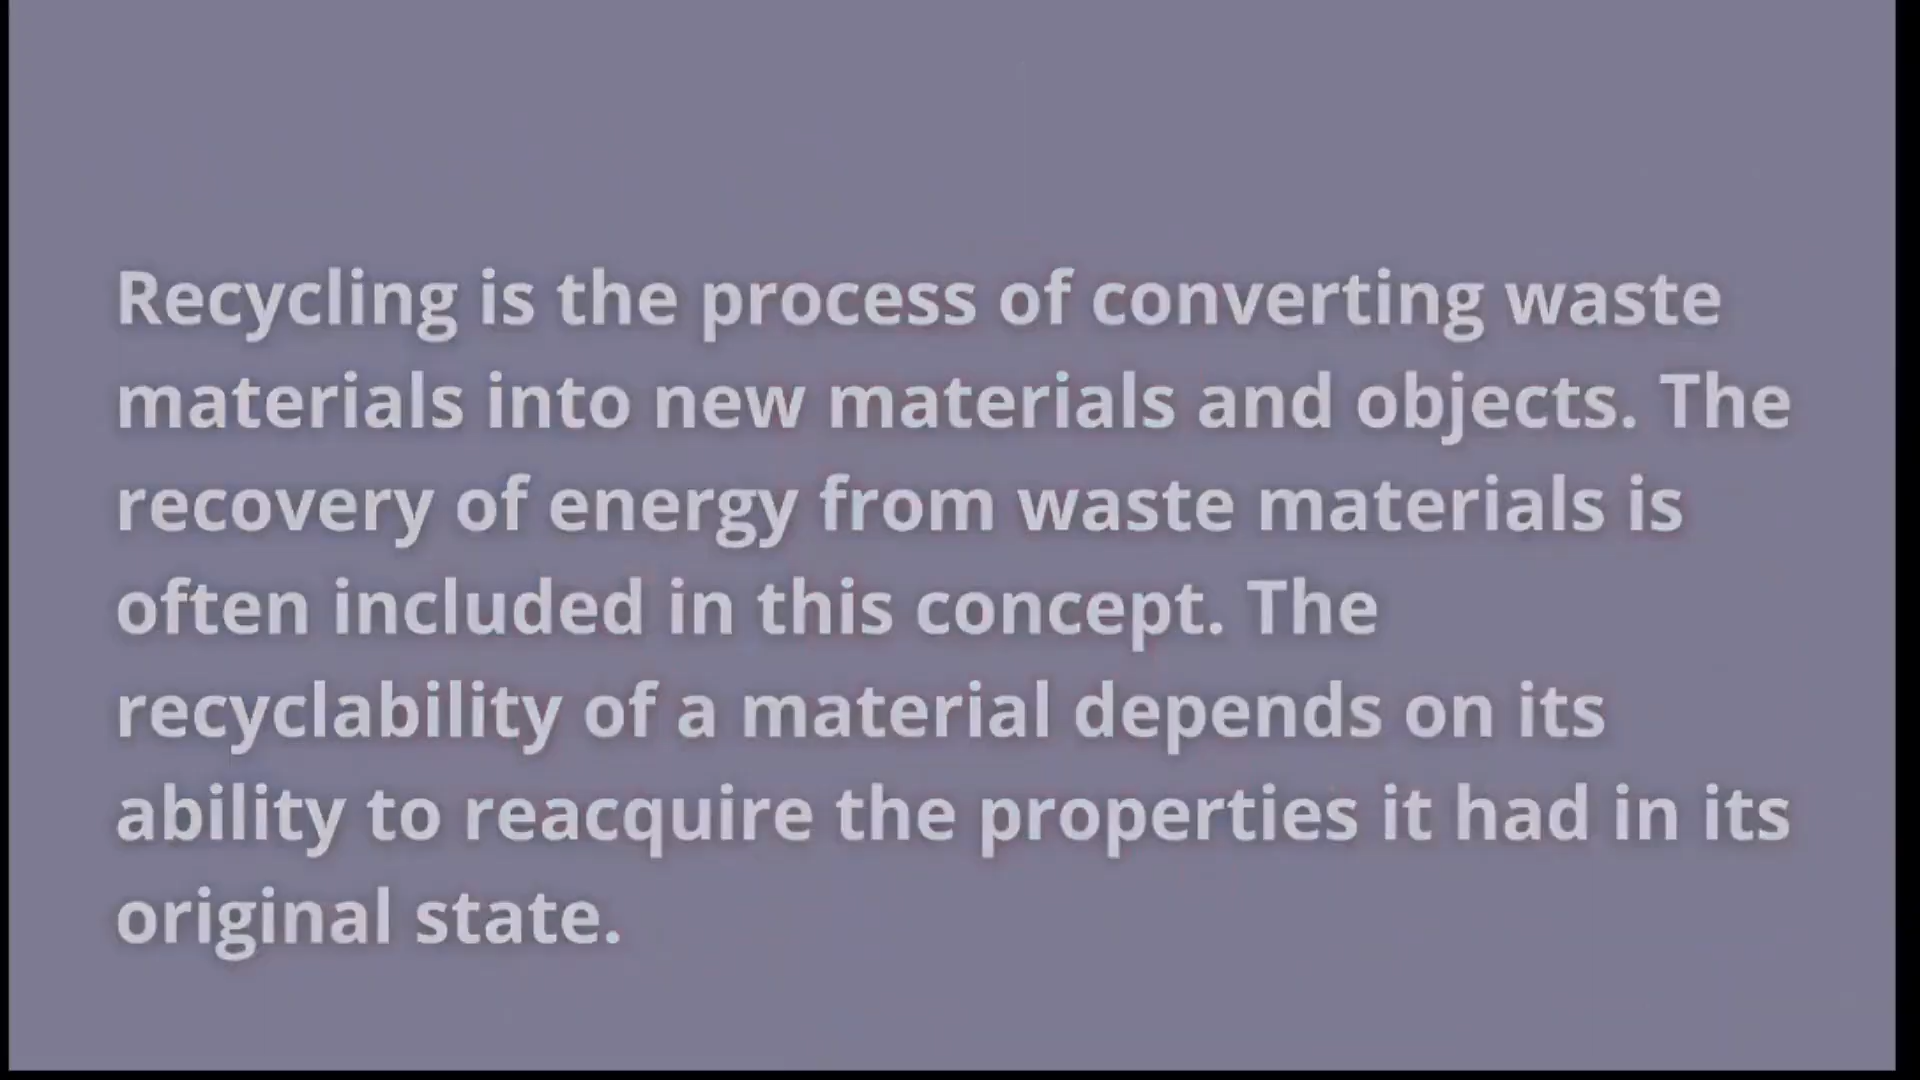 Recycling is the process of converting waste
materials into new materials and objects. The
recovery of energy from waste materials is
often included in this concept. The
recyclability of a material depends on its
ability to reacquire the properties it had in its
original state.